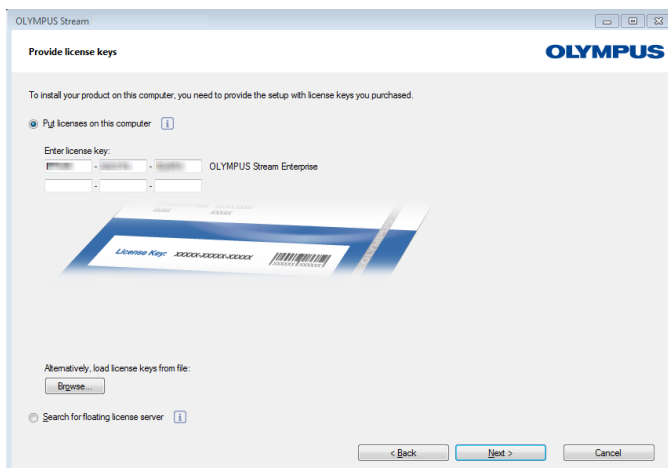 OLYMPUS Stream
Provide license keys
OLYMPUS
To install your product on this computer, you need to provide the setup with license keys you purchased.
Put licenses on this computer
Enter license key:
- - OLYMPUS Stream Enterprise
- -
XXXXX
License Key: XXXXX-XXXXX-XXXXX
Alternatively, load license keys from file:
Browse...
Search for floating license server
< Back Next > Cancel